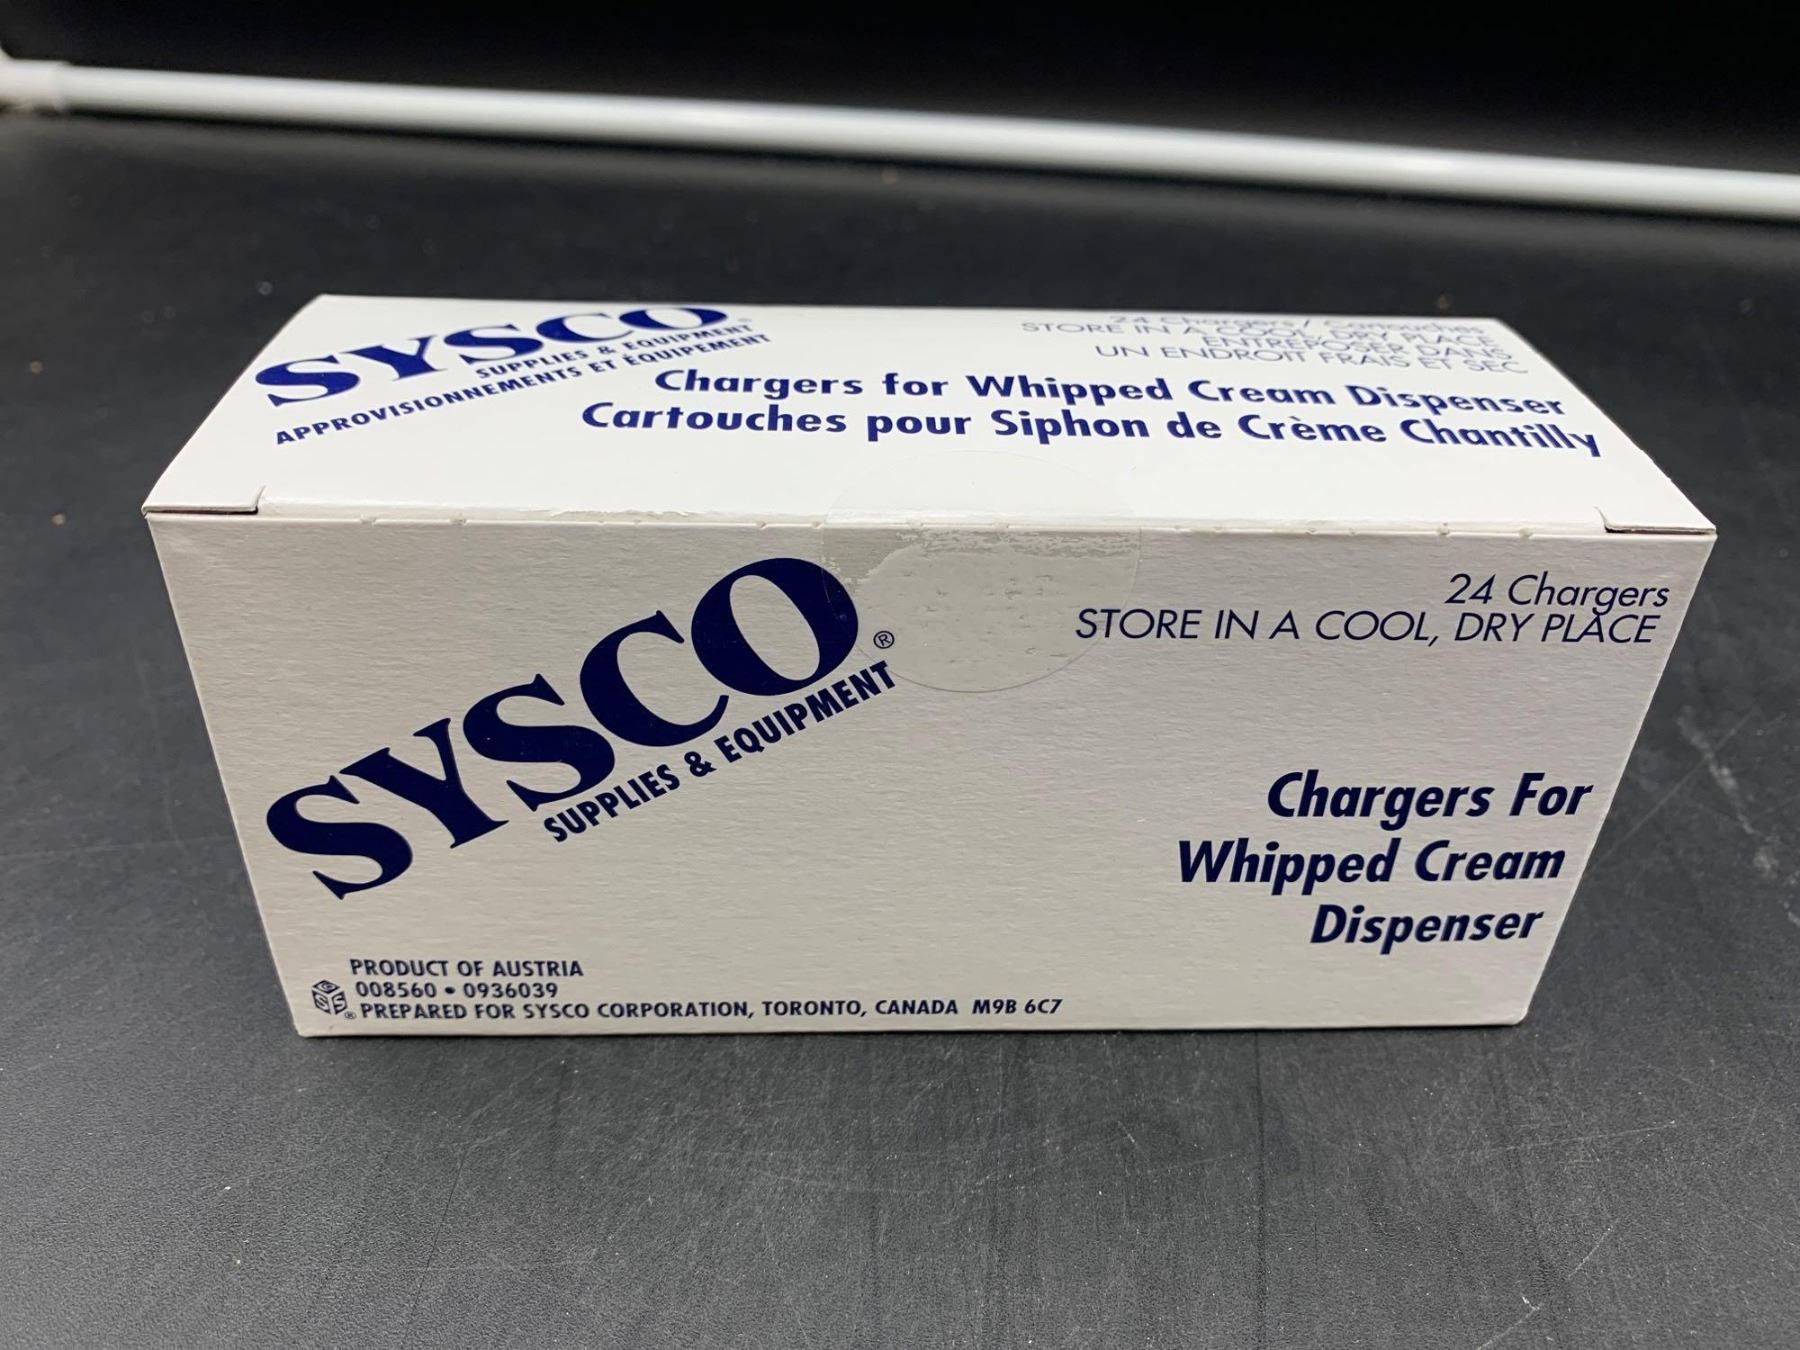 SYSCO
SUPPLIES & EQUIPMENT
APPROVISIONNEMENTS ET ÉQUIPEMENT
24 Chargers / Cartouches
STORE IN A COOL, DRY PLACE
ENTREPOSER DANS
UN ENDROIT FRAIS ET SEC
Chargers for Whipped Cream Dispenser
Cartouches pour Siphon de Crème Chantilly
SYSCO®
SUPPLIES & EQUIPMENT
24 Chargers
STORE IN A COOL, DRY PLACE
Chargers For
Whipped Cream
Dispenser
PRODUCT OF AUSTRIA
008560 • 0936039
PREPARED FOR SYSCO CORPORATION, TORONTO, CANADA M9B 6C7